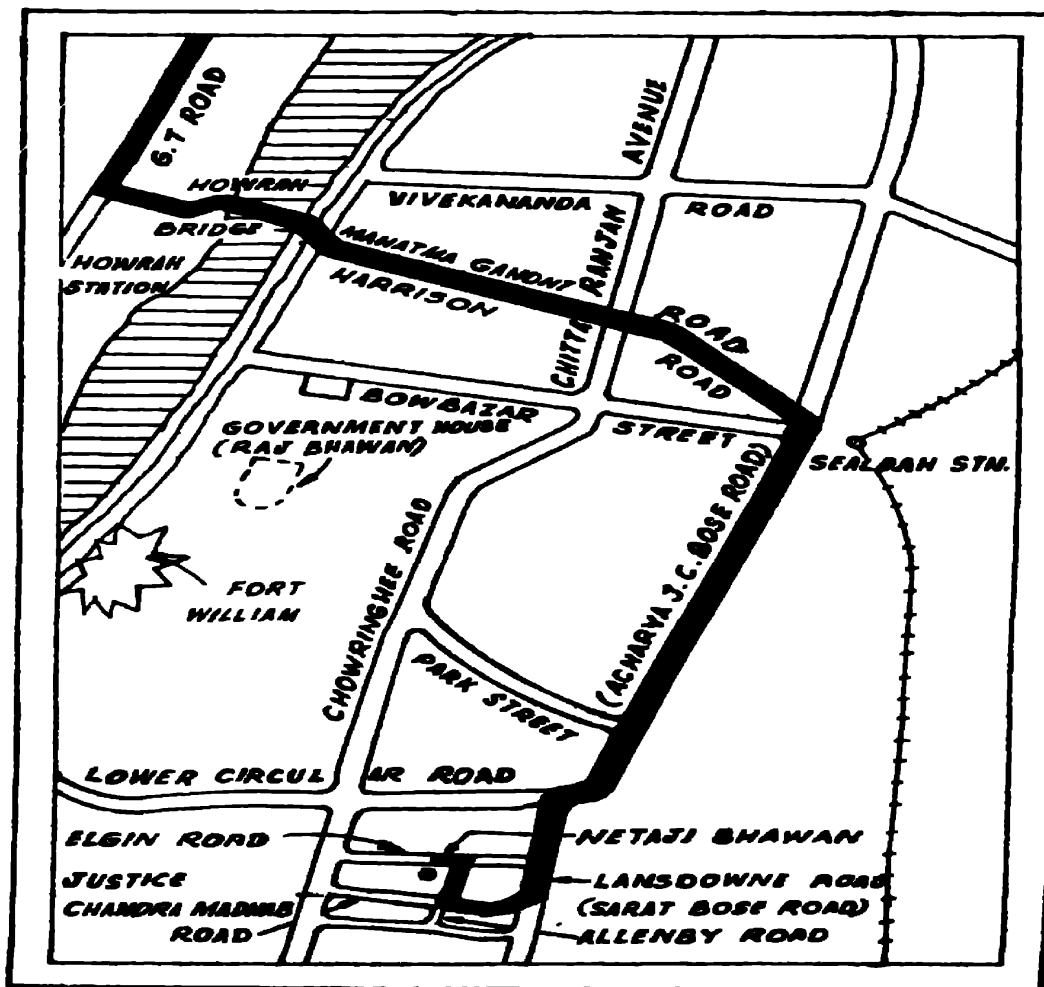 G.T ROAD
HOWRAH
BRIDGE
HOWRAH
STATION
VIVEKANANDA ROAD
CHITTA RANJAN AVENUE
MAHATMA GANDHI ROAD
HARRISON ROAD
BOWBAZAR STREET
GOVERNMENT HOUSE
(RAJ BHAWAN)
SEALDAH STN.
FORT
WILLIAM
CHOWRINGHEE ROAD
(ACHARYA J.C. BOSE ROAD)
PARK STREET
LOWER CIRCULAR ROAD
ELGIN ROAD
NETAJI BHAWAN
JUSTICE
CHANDRA MADHAB
ROAD
LANSDOWNE ROAD
(SARAT BOSE ROAD)
ALLENBY ROAD